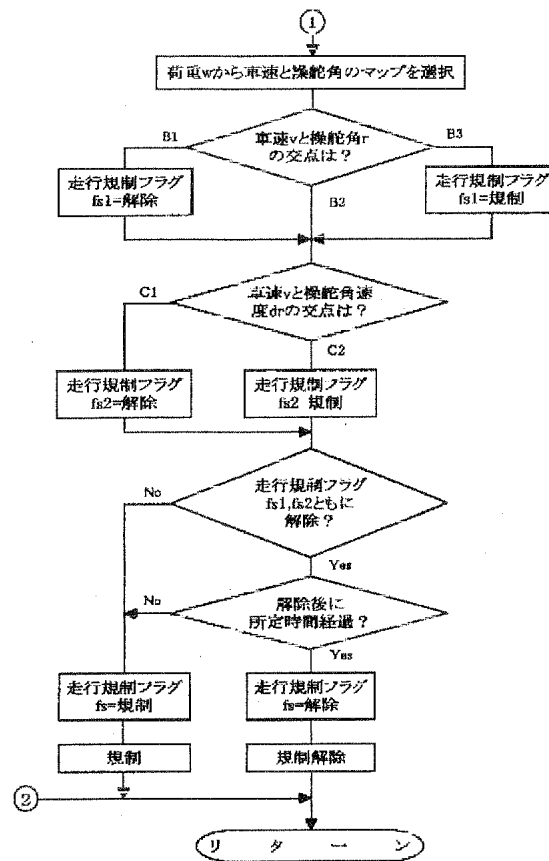 1
荷重wから車速と操舵角のマップを選択
B1
車速vと操舵角r
の交点は？
B3
走行規制フラグ
fs1=解除
B2
走行規制フラグ
fs1=規制
C1
車速vと操舵角速
度drの交点は？
C2
走行規制フラグ
fs2=解除
走行規制フラグ
fs2 規制
No
走行規制フラグ
fs1,fs2ともに
解除？
Yes
No
解除後に
所定時間経過？
Yes
走行規制フラグ
fs=規制
走行規制フラグ
fs=解除
規制
規制解除
2
リターン